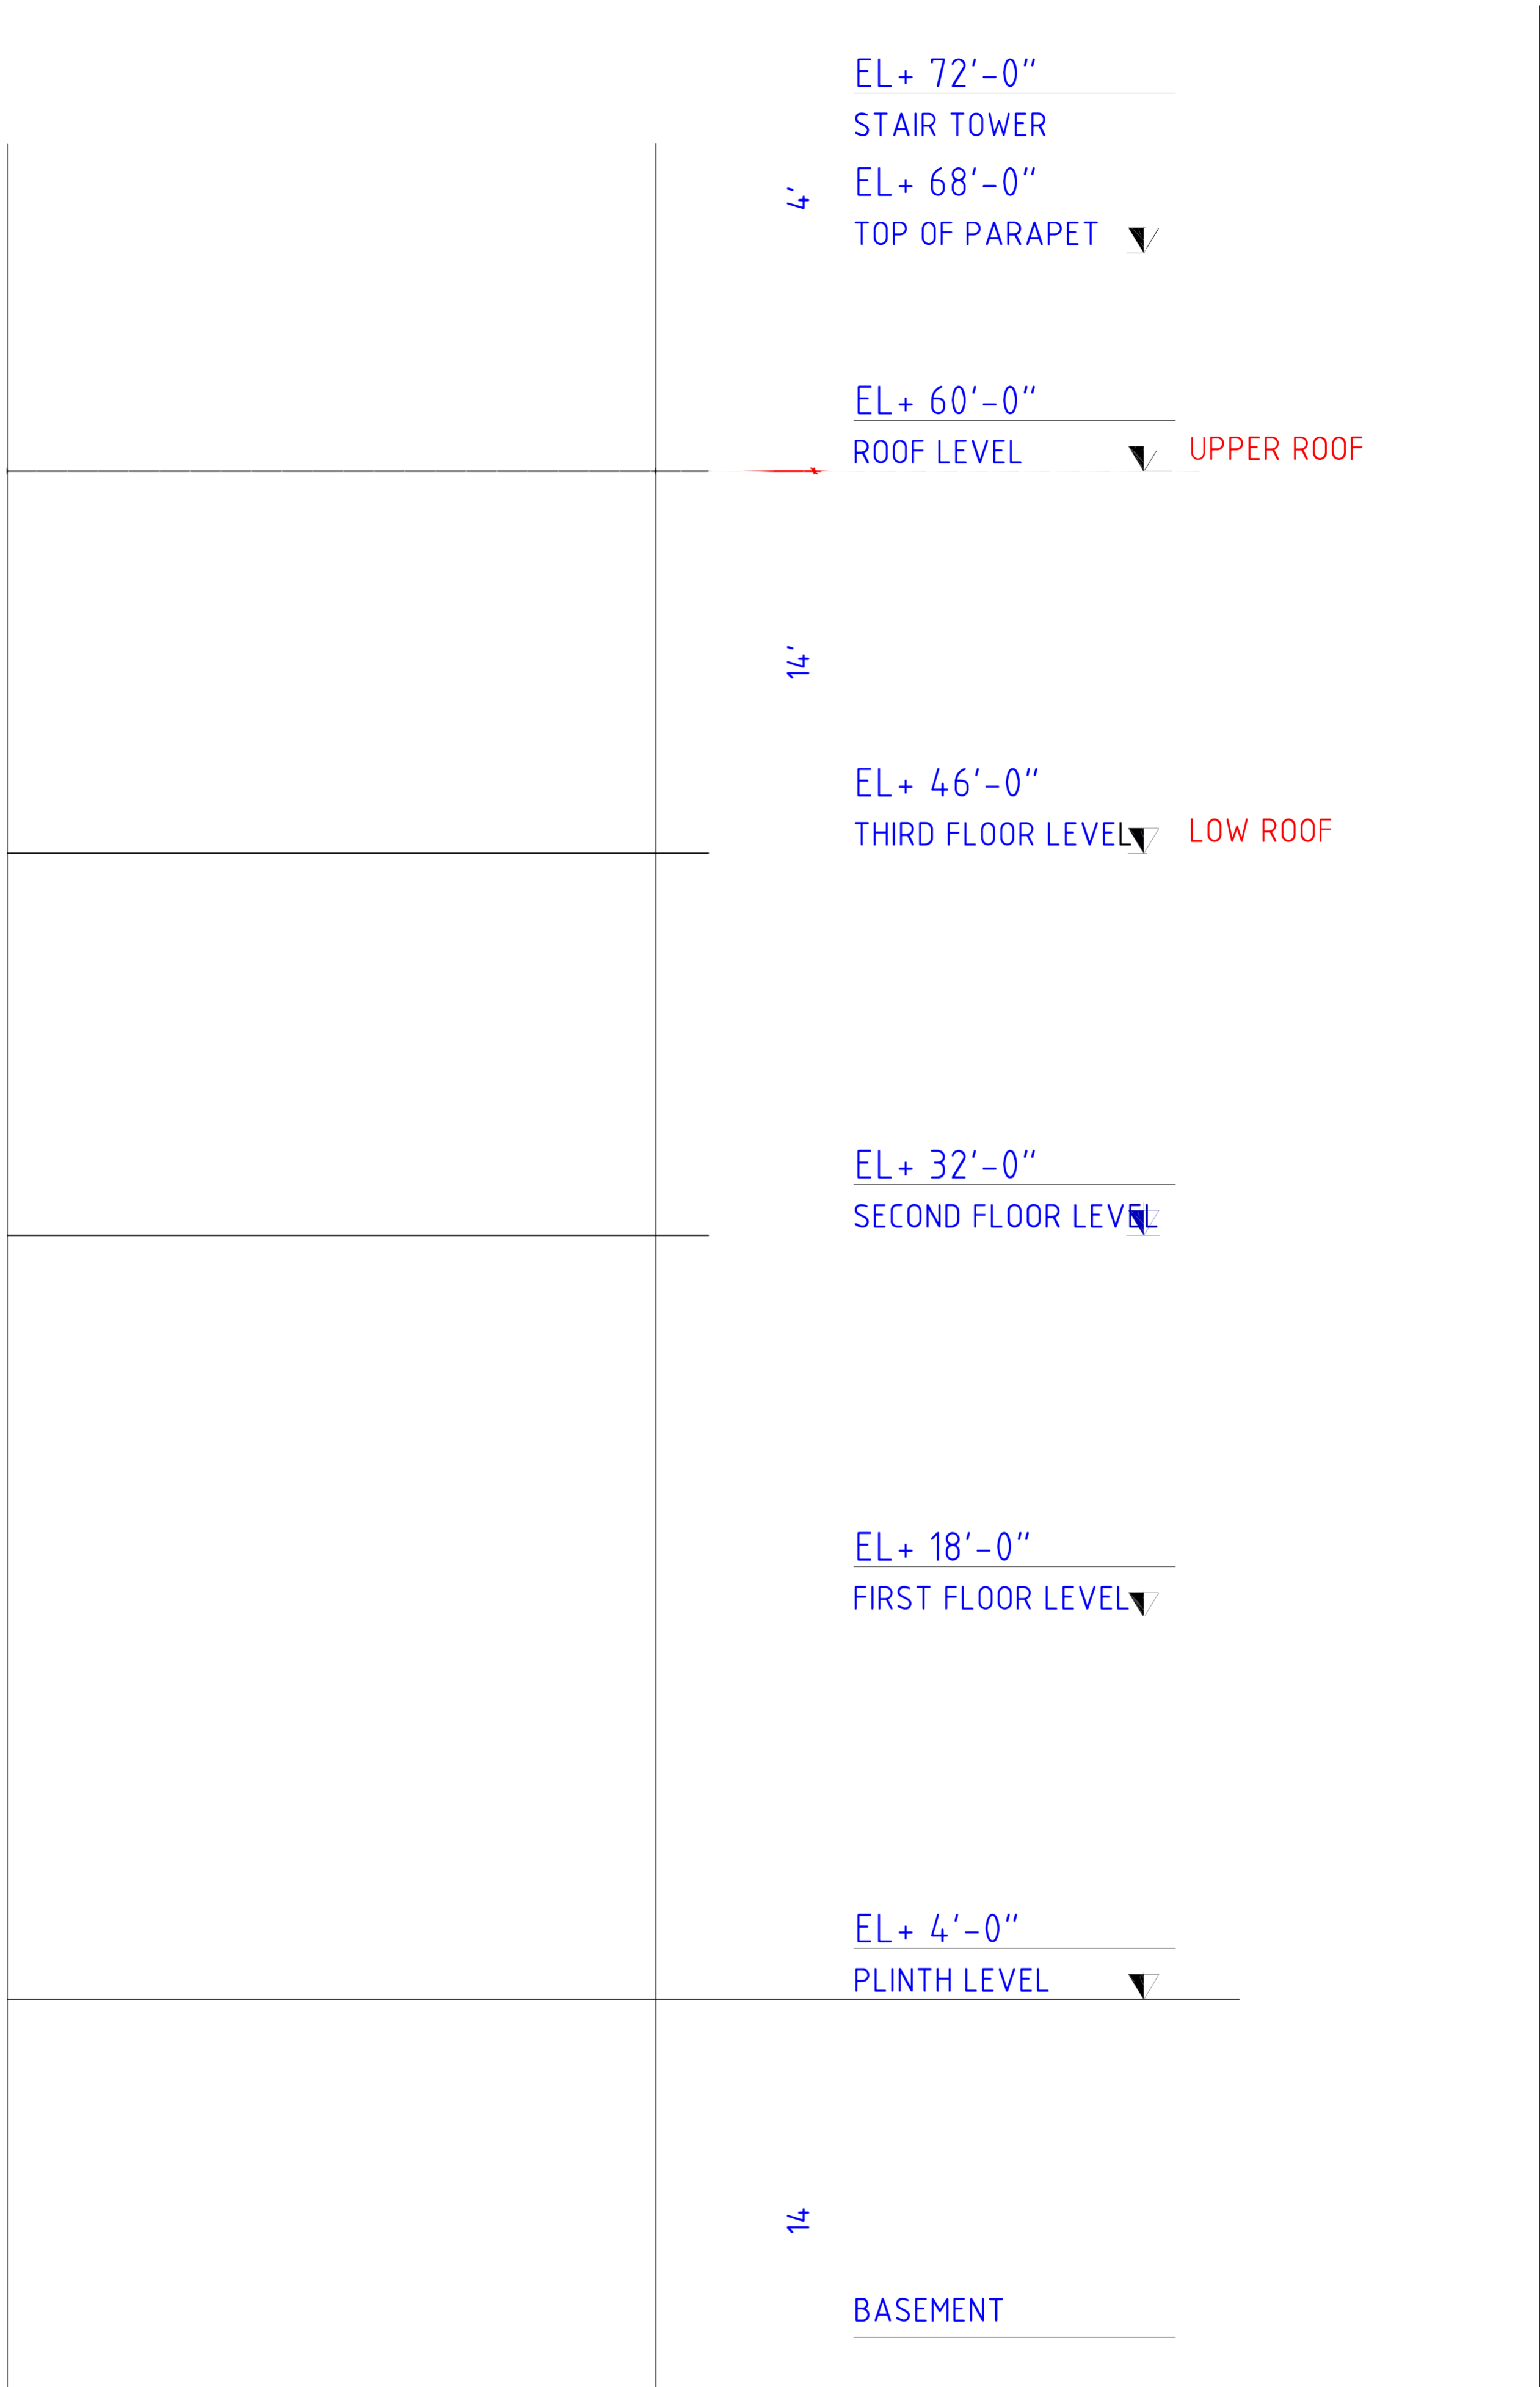 EL+ 72'-0"
STAIR TOWER
4'
EL+ 68'-0"
TOP OF PARAPET
EL+ 60'-0"
ROOF LEVEL
UPPER ROOF
14'
EL+ 46'-0"
THIRD FLOOR LEVEL
LOW ROOF
EL+ 32'-0"
SECOND FLOOR LEVEL
EL+ 18'-0"
FIRST FLOOR LEVEL
EL+ 4'-0"
PLINTH LEVEL
14
BASEMENT